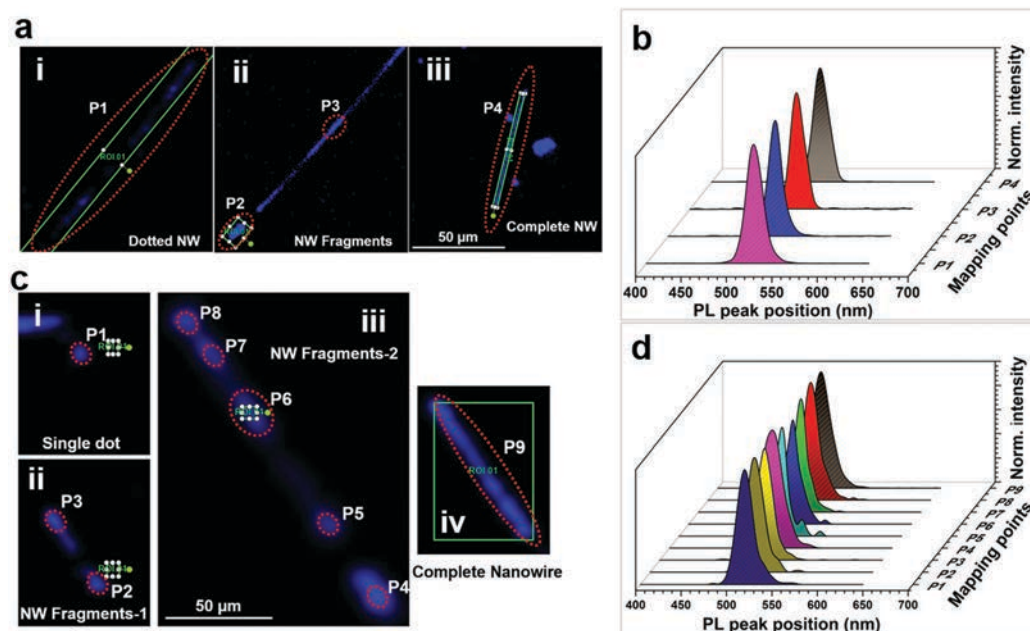 a
i
P1
ROI 01
Dotted NW
ii
P3
P2
NW Fragments
iii
P4
50 µm
Complete NW
b
Norm. intensity
P4
P3
P2
P1
Mapping points
400 450 500 550 600 650 700
PL peak position (nm)
c
i
P1
ROI 01
Single dot
ii
P3
P2
NW Fragments-1
iii
P8
P7
NW Fragments-2
P6
P5
P4
50 µm
P9
ROI 01
iv
Complete Nanowire
d
Norm. intensity
P9
P8
P7
P6
P5
P4
P3
P2
P1
Mapping points
400 450 500 550 600 650 700
PL peak position (nm)